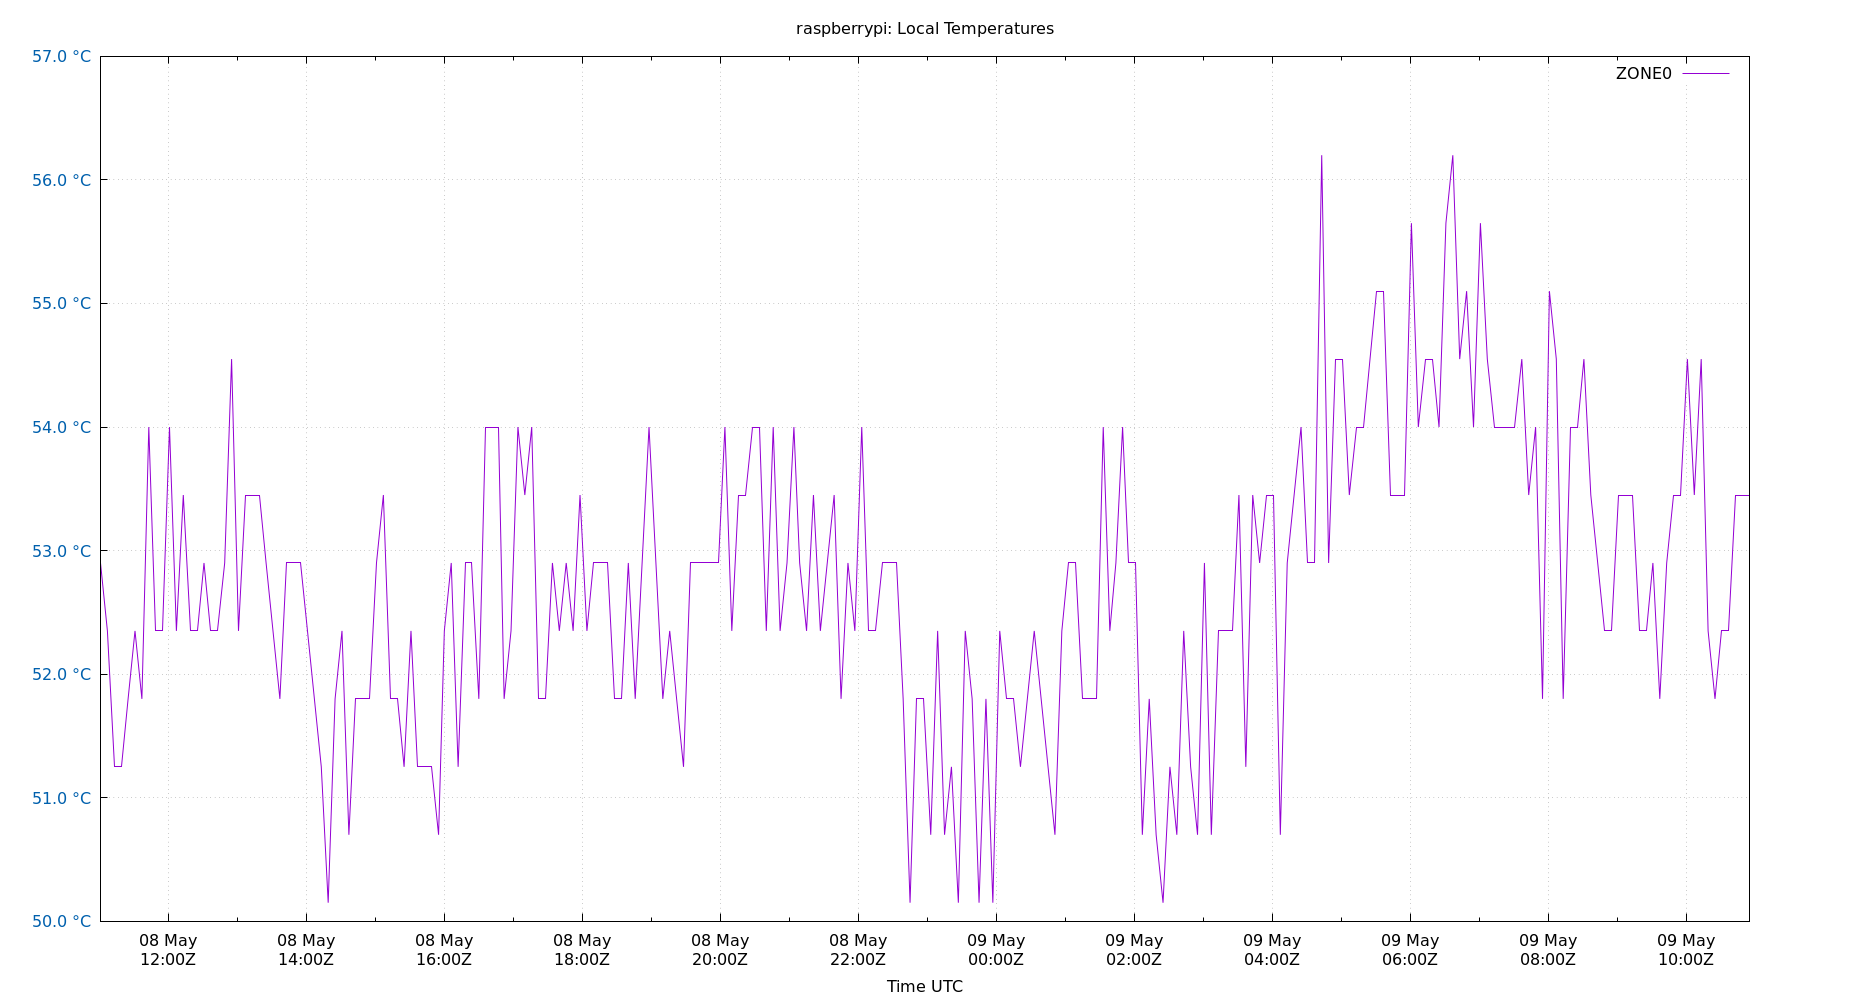 raspberrypi: Local Temperatures
57.0 °C
ZONE0
56.0 °C
55.0 °C
54.0 °C
53.0 °C
52.0 °C
51.0 °C
50.0 °C
08 May 08 May 08 May 08 May 08 May 08 May 09 May 09 May 09 May 09 May 09 May 09 May
12:00Z 14:00Z 16:00Z 18:00Z 20:00Z 22:00Z 00:00Z 02:00Z 04:00Z 06:00Z 08:00Z 10:00Z
Time UTC